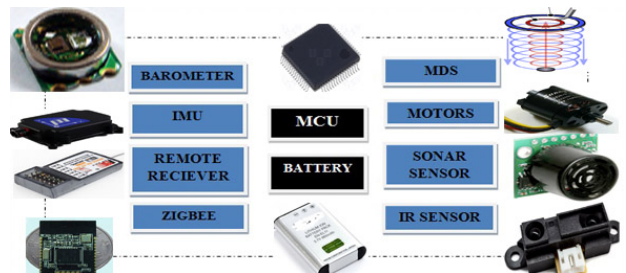 BAROMETER
IMU
REMOTE
RECIEVER
ZIGBEE
MCU
BATTERY
MDS
MOTORS
SONAR
SENSOR
IR SENSOR